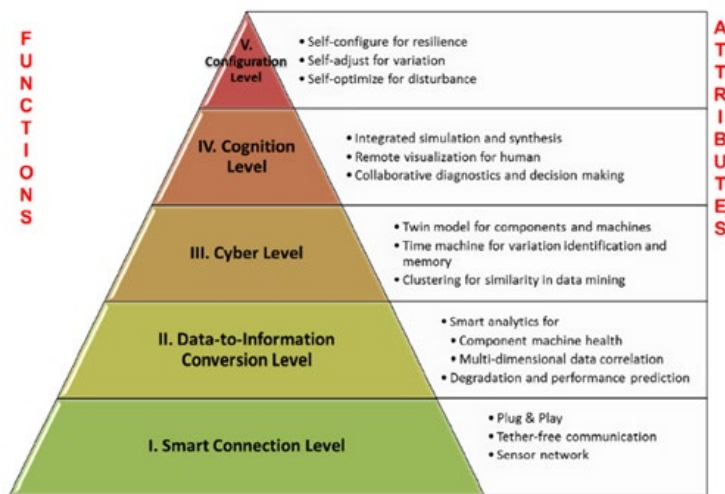 FUNCTIONS
V.
Configuration
Level
• Self-configure for resilience
• Self-adjust for variation
• Self-optimize for disturbance
IV. Cognition
Level
• Integrated simulation and synthesis
• Remote visualization for human
• Collaborative diagnostics and decision making
III. Cyber Level
• Twin model for components and machines
• Time machine for variation identification and
memory
• Clustering for similarity in data mining
II. Data-to-Information
Conversion Level
• Smart analytics for
• Component machine health
• Multi-dimensional data correlation
• Degradation and performance prediction
I. Smart Connection Level
• Plug & Play
• Tether-free communication
• Sensor network
ATTRIBUTES